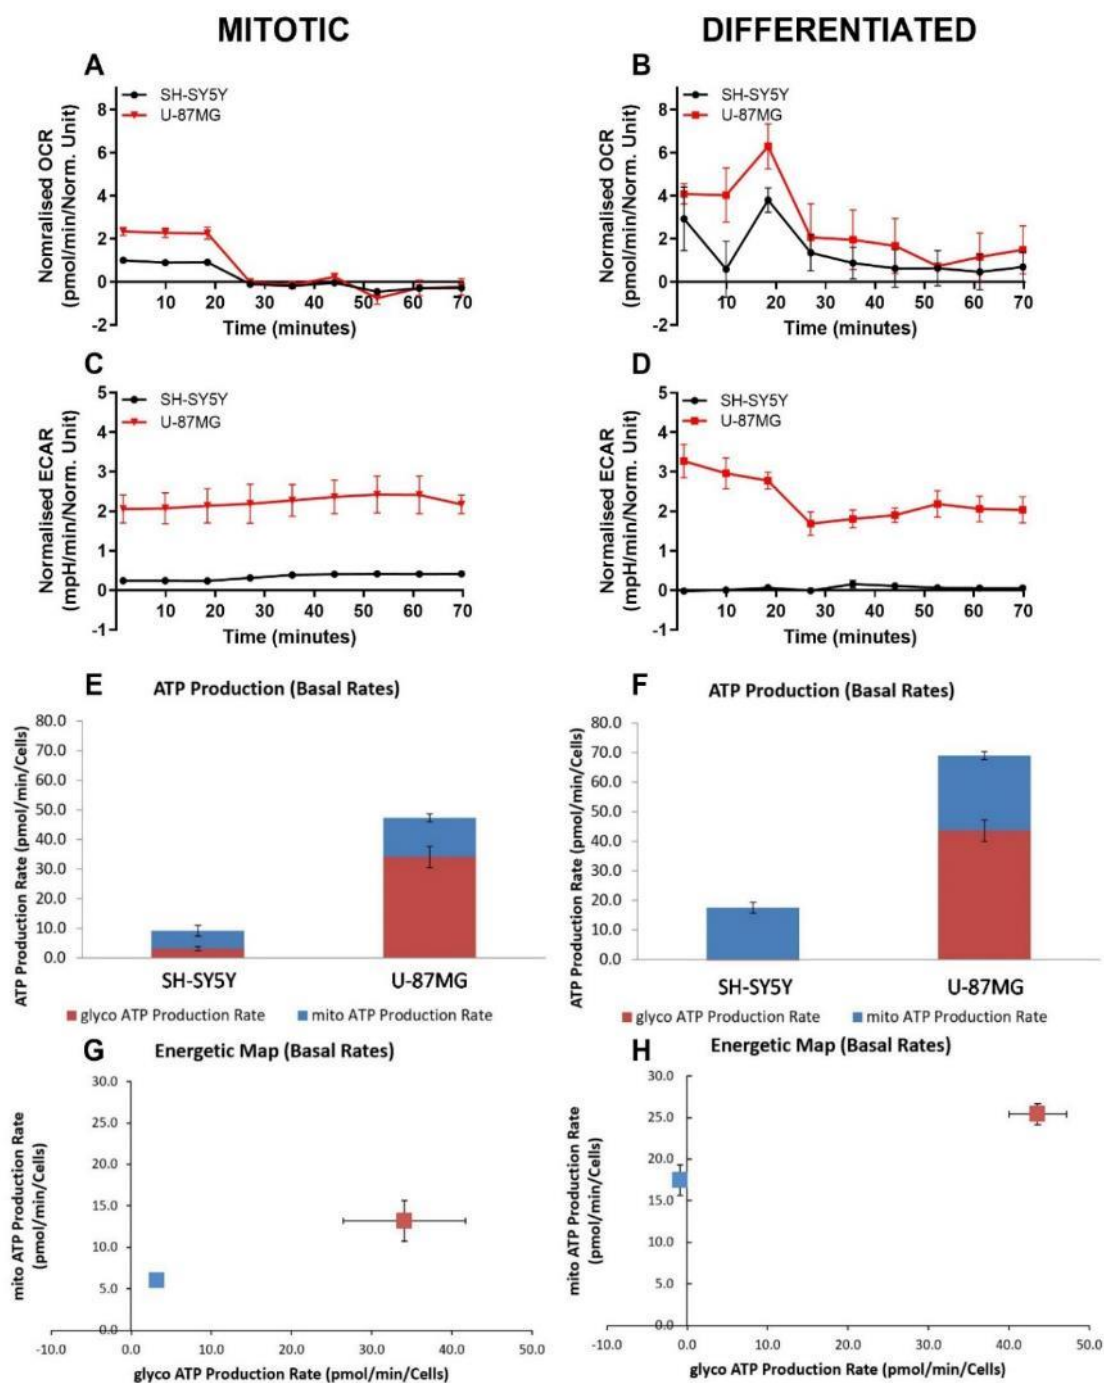 MITOTIC
DIFFERENTIATED
A
SH-SY5Y
U-87MG
Nomralised OCR
(pmol/min/Norm. Unit)
8
6
4
2
0
-2
10 20 30 40 50 60 70
Time (minutes)
B
SH-SY5Y
U-87MG
Normalised OCR
(pmol/min/Norm. Unit)
8
6
4
2
0
-2
10 20 30 40 50 60 70
Time (minutes)
C
SH-SY5Y
U-87MG
Normalised ECAR
(mpH/min/Norm. Unit)
5
4
3
2
1
0
-1
10 20 30 40 50 60 70
Time (minutes)
D
SH-SY5Y
U-87MG
Normalised ECAR
(mpH/min/Norm. Unit)
5
4
3
2
1
0
-1
10 20 30 40 50 60 70
Time (minutes)
E
ATP Production (Basal Rates)
ATP Production Rate (pmol/min/Cells)
80.0
70.0
60.0
50.0
40.0
30.0
20.0
10.0
0.0
SH-SY5Y U-87MG
glyco ATP Production Rate mito ATP Production Rate
F
ATP Production (Basal Rates)
ATP Production Rate (pmol/min/Cells)
80.0
70.0
60.0
50.0
40.0
30.0
20.0
10.0
0.0
SH-SY5Y U-87MG
glyco ATP Production Rate mito ATP Production Rate
G
Energetic Map (Basal Rates)
mito ATP Production Rate
(pmol/min/Cells)
30.0
25.0
20.0
15.0
10.0
5.0
0.0
-10.0 0.0 10.0 20.0 30.0 40.0 50.0
glyco ATP Production Rate (pmol/min/Cells)
H
Energetic Map (Basal Rates)
mito ATP Production Rate
(pmol/min/Cells)
30.0
25.0
20.0
15.0
10.0
5.0
0.0
-10.0 0.0 10.0 20.0 30.0 40.0 50.0
glyco ATP Production Rate (pmol/min/Cells)